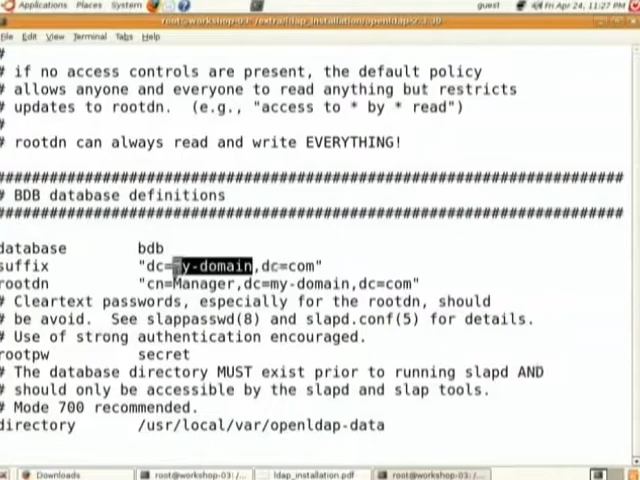 Applications Places System guest Fri Apr 24, 11:27 PM
root@workshop-03: /extra/ldap_installation/openldap-2.3.39
File Edit View Terminal Tabs Help
#
# if no access controls are present, the default policy
# allows anyone and everyone to read anything but restricts
# updates to rootdn. (e.g., "access to * by * read")
#
# rootdn can always read and write EVERYTHING!
#######################################################################
# BDB database definitions
#######################################################################
database bdb
suffix "dc=my-domain,dc=com"
rootdn "cn=Manager,dc=my-domain,dc=com"
# Cleartext passwords, especially for the rootdn, should
# be avoid. See slappasswd(8) and slapd.conf(5) for details.
# Use of strong authentication encouraged.
rootpw secret
# The database directory MUST exist prior to running slapd AND
# should only be accessible by the slapd and slap tools.
# Mode 700 recommended.
directory /usr/local/var/openldap-data
Downloads root@workshop-03: /... ldap_installation.pdf root@workshop-03: /...